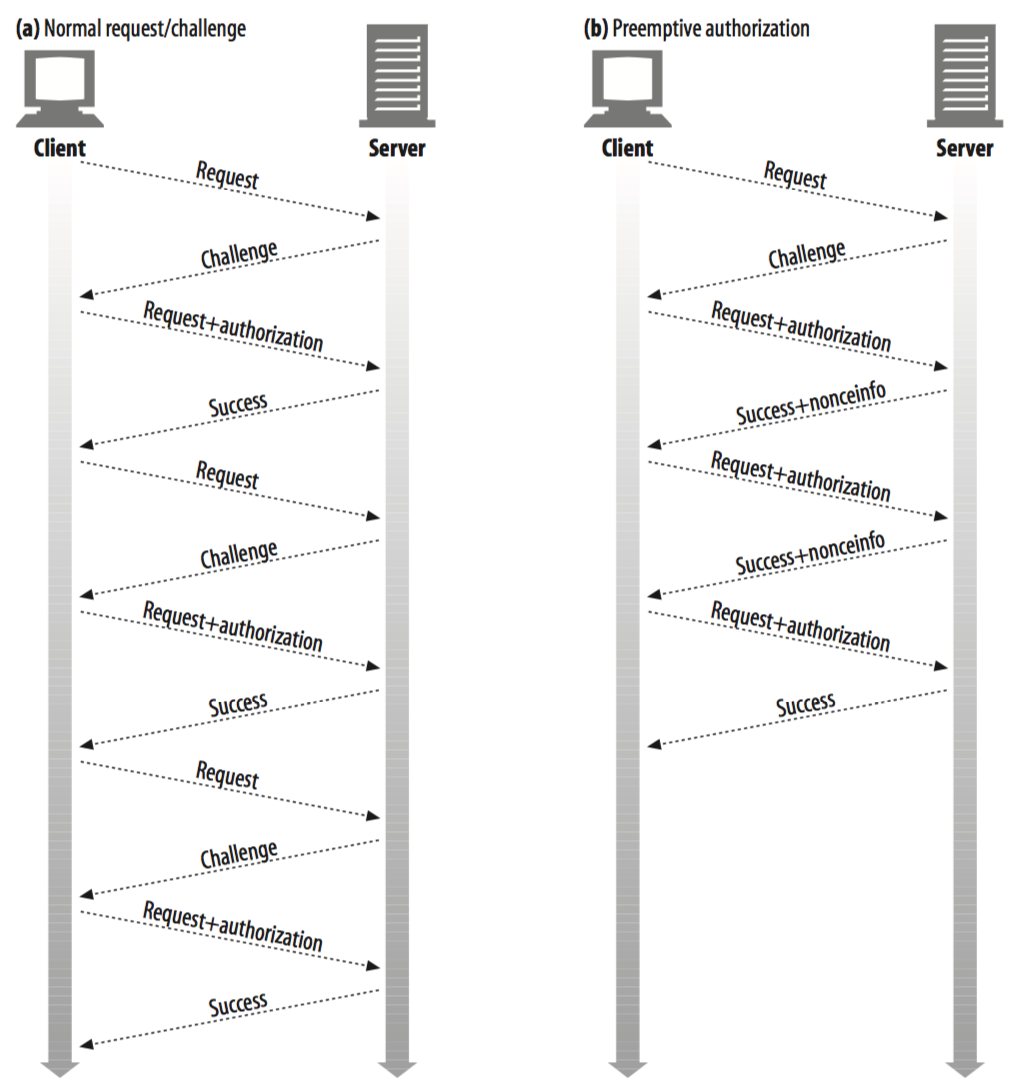 (a) Normal request/challenge
Client
Server
Request
Challenge
Request+authorization
Success
Request
Challenge
Request+authorization
Success
Request
Challenge
Request+authorization
Success
(b) Preemptive authorization
Client
Server
Request
Challenge
Request+authorization
Success+nonceinfo
Request+authorization
Success+nonceinfo
Request+authorization
Success